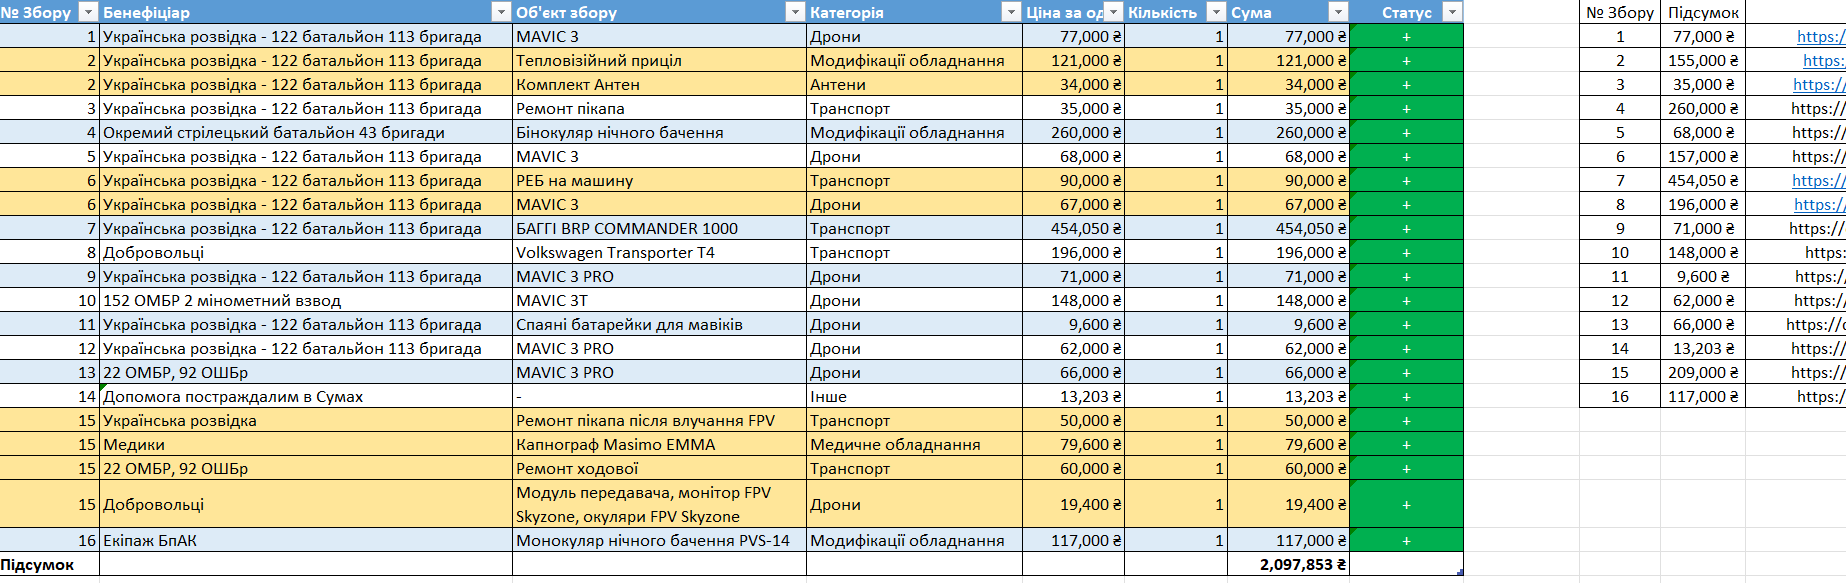 № Збору Бенефіціар Об'єкт збору Категорія Ціна за од Кількість Сума Статус № Збору Підсумок
1 Українська розвідка - 122 батальйон 113 бригада MAVIC 3 Дрони 77,000 ₴ 1 77,000 ₴ + 1 77,000 ₴ https:/
2 Українська розвідка - 122 батальйон 113 бригада Тепловізійний приціл Модифікації обладнання 121,000 ₴ 1 121,000 ₴ + 2 155,000 ₴ https:
2 Українська розвідка - 122 батальйон 113 бригада Комплект Антен Антени 34,000 ₴ 1 34,000 ₴ + 3 35,000 ₴ https://
3 Українська розвідка - 122 батальйон 113 бригада Ремонт пікапа Транспорт 35,000 ₴ 1 35,000 ₴ + 4 260,000 ₴ https:/
4 Окремий стрілецький батальйон 43 бригади Бінокуляр нічного бачення Модифікації обладнання 260,000 ₴ 1 260,000 ₴ + 5 68,000 ₴ https:/
5 Українська розвідка - 122 батальйон 113 бригада MAVIC 3 Дрони 68,000 ₴ 1 68,000 ₴ + 6 157,000 ₴ https:/
6 Українська розвідка - 122 батальйон 113 бригада РЕБ на машину Транспорт 90,000 ₴ 1 90,000 ₴ + 7 454,050 ₴ https:/
6 Українська розвідка - 122 батальйон 113 бригада MAVIC 3 Дрони 67,000 ₴ 1 67,000 ₴ + 8 196,000 ₴ https:/
7 Українська розвідка - 122 батальйон 113 бригада БАГГІ BRP COMMANDER 1000 Транспорт 454,050 ₴ 1 454,050 ₴ + 9 71,000 ₴ https://
8 Добровольці Volkswagen Transporter T4 Транспорт 196,000 ₴ 1 196,000 ₴ + 10 148,000 ₴ https:
9 Українська розвідка - 122 батальйон 113 бригада MAVIC 3 PRO Дрони 71,000 ₴ 1 71,000 ₴ + 11 9,600 ₴ https://
10 152 ОМБР 2 мінометний взвод MAVIC 3T Дрони 148,000 ₴ 1 148,000 ₴ + 12 62,000 ₴ https://
11 Українська розвідка - 122 батальйон 113 бригада Спаяні батарейки для мавіків Дрони 9,600 ₴ 1 9,600 ₴ + 13 66,000 ₴ https://
12 Українська розвідка - 122 батальйон 113 бригада MAVIC 3 PRO Дрони 62,000 ₴ 1 62,000 ₴ + 14 13,203 ₴ https:/
13 22 ОМБР, 92 ОШБр MAVIC 3 PRO Дрони 66,000 ₴ 1 66,000 ₴ + 15 209,000 ₴ https:/
14 Допомога постраждалим в Сумах - Інше 13,203 ₴ 1 13,203 ₴ + 16 117,000 ₴ https:/
15 Українська розвідка Ремонт пікапа після влучання FPV Транспорт 50,000 ₴ 1 50,000 ₴ +
15 Медики Капнограф Masimo EMMA Медичне обладнання 79,600 ₴ 1 79,600 ₴ +
15 22 ОМБР, 92 ОШБр Ремонт ходової Транспорт 60,000 ₴ 1 60,000 ₴ +
15 Добровольці Модуль передавача, монітор FPV
Skyzone, окуляри FPV Skyzone Дрони 19,400 ₴ 1 19,400 ₴ +
16 Екіпаж БпАК Монокуляр нічного бачення PVS-14 Модифікації обладнання 117,000 ₴ 1 117,000 ₴ +
Підсумок 2,097,853 ₴